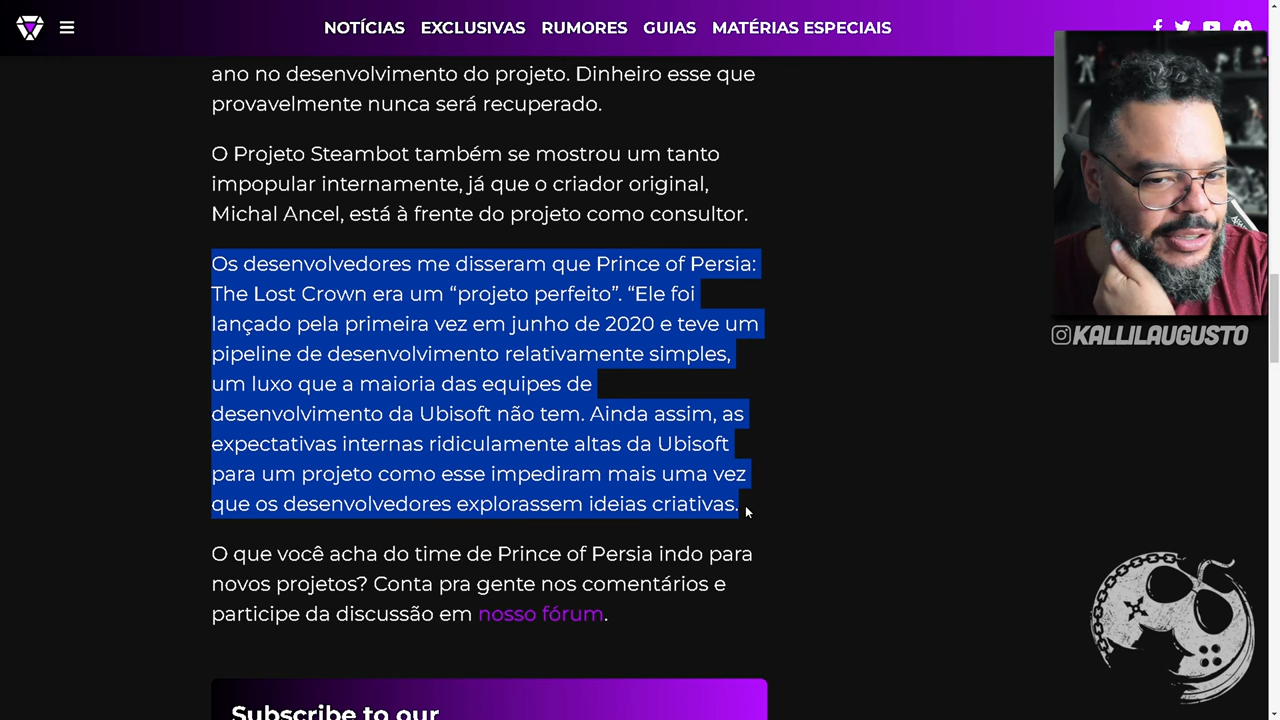 NOTÍCIAS EXCLUSIVAS RUMORES GUIAS MATÉRIAS ESPECIAIS
ano no desenvolvimento do projeto. Dinheiro esse que
provavelmente nunca será recuperado.
O Projeto Steambot também se mostrou um tanto
impopular internamente, já que o criador original,
Michal Ancel, está à frente do projeto como consultor.
Os desenvolvedores me disseram que Prince of Persia:
The Lost Crown era um “projeto perfeito”. “Ele foi
lançado pela primeira vez em junho de 2020 e teve um
pipeline de desenvolvimento relativamente simples,
um luxo que a maioria das equipes de
desenvolvimento da Ubisoft não tem. Ainda assim, as
expectativas internas ridiculamente altas da Ubisoft
para um projeto como esse impediram mais uma vez
que os desenvolvedores explorassem ideias criativas.
O que você acha do time de Prince of Persia indo para
novos projetos? Conta pra gente nos comentários e
participe da discussão em nosso fórum.
Subscribe to our
KALLILAUGUSTO